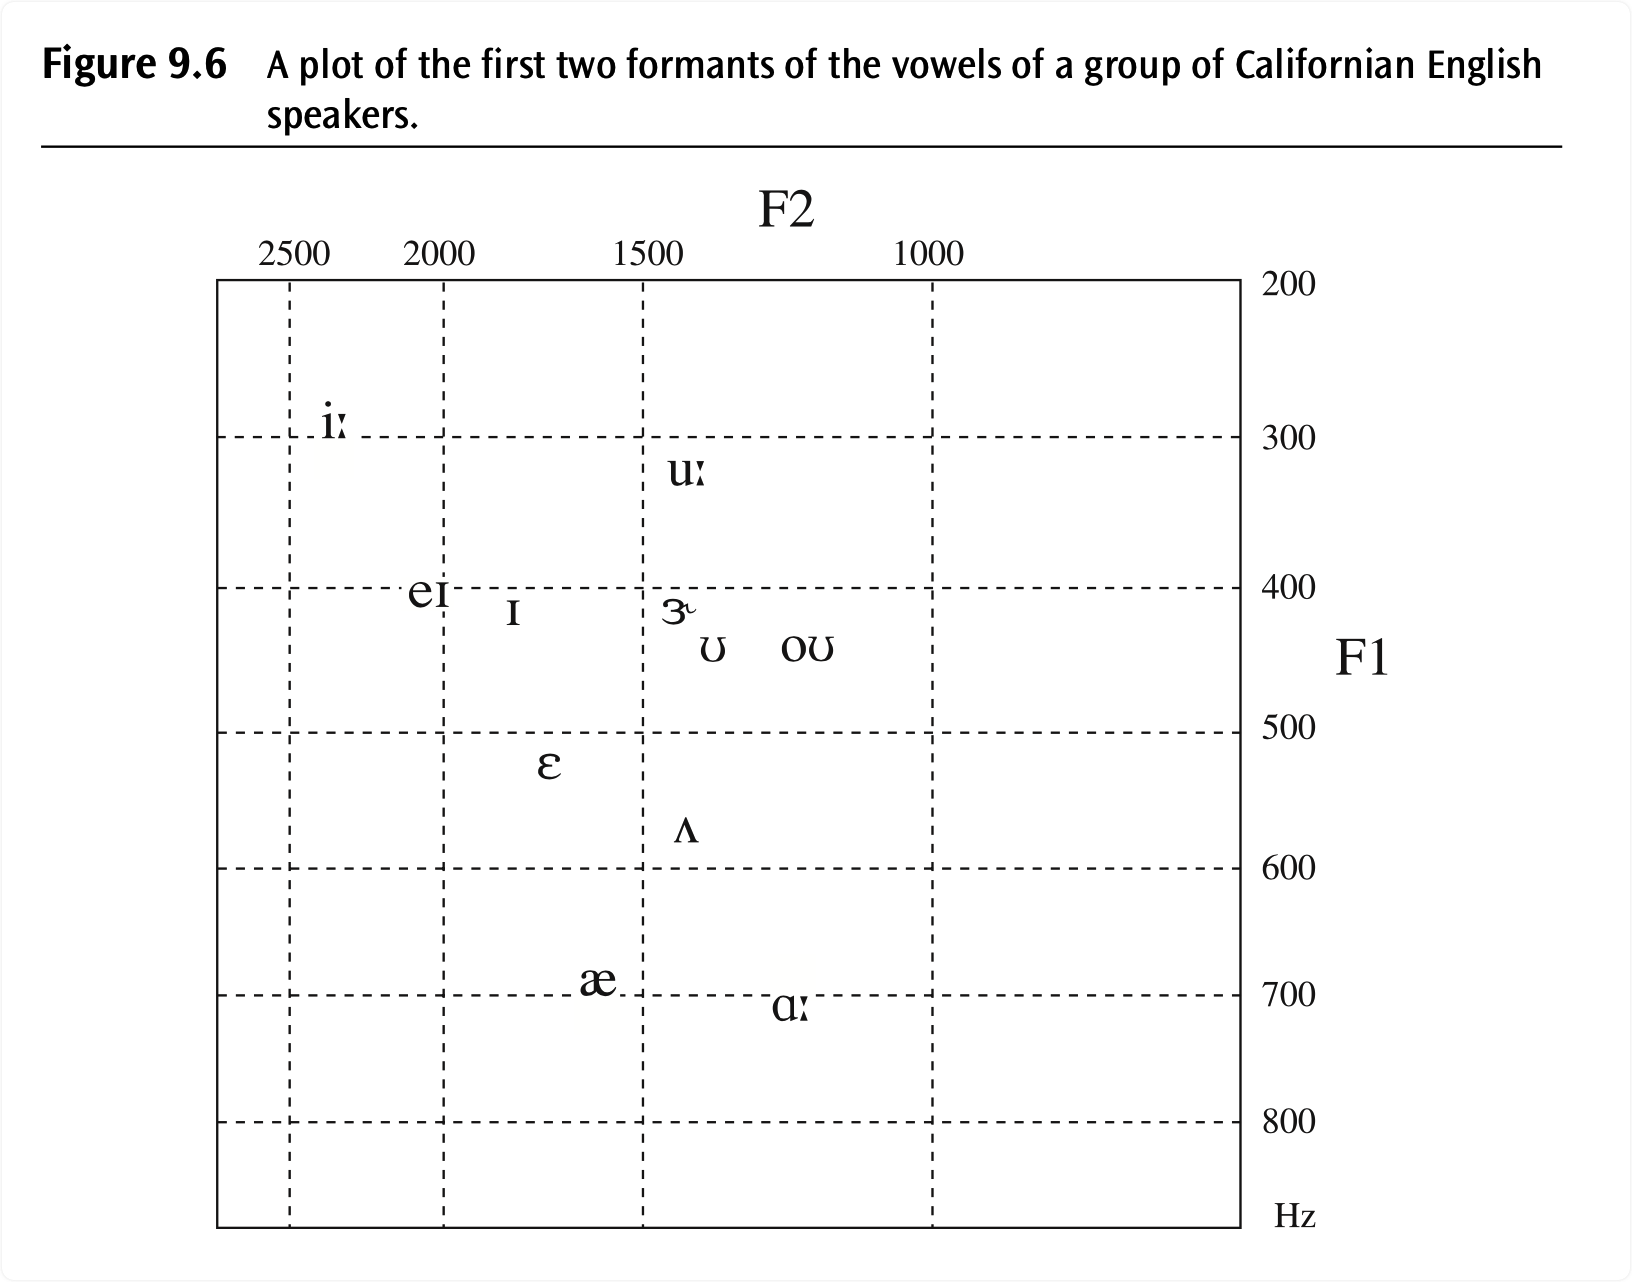 Figure 9.6 A plot of the first two formants of the vowels of a group of Californian English
speakers.
F2
2500 2000 1500 1000
200
iː
300
uː
eɪ 400
ɪ ɝ
ʊ oʊ F1
500
ɛ
ʌ
600
æ 700
ɑː
800
Hz